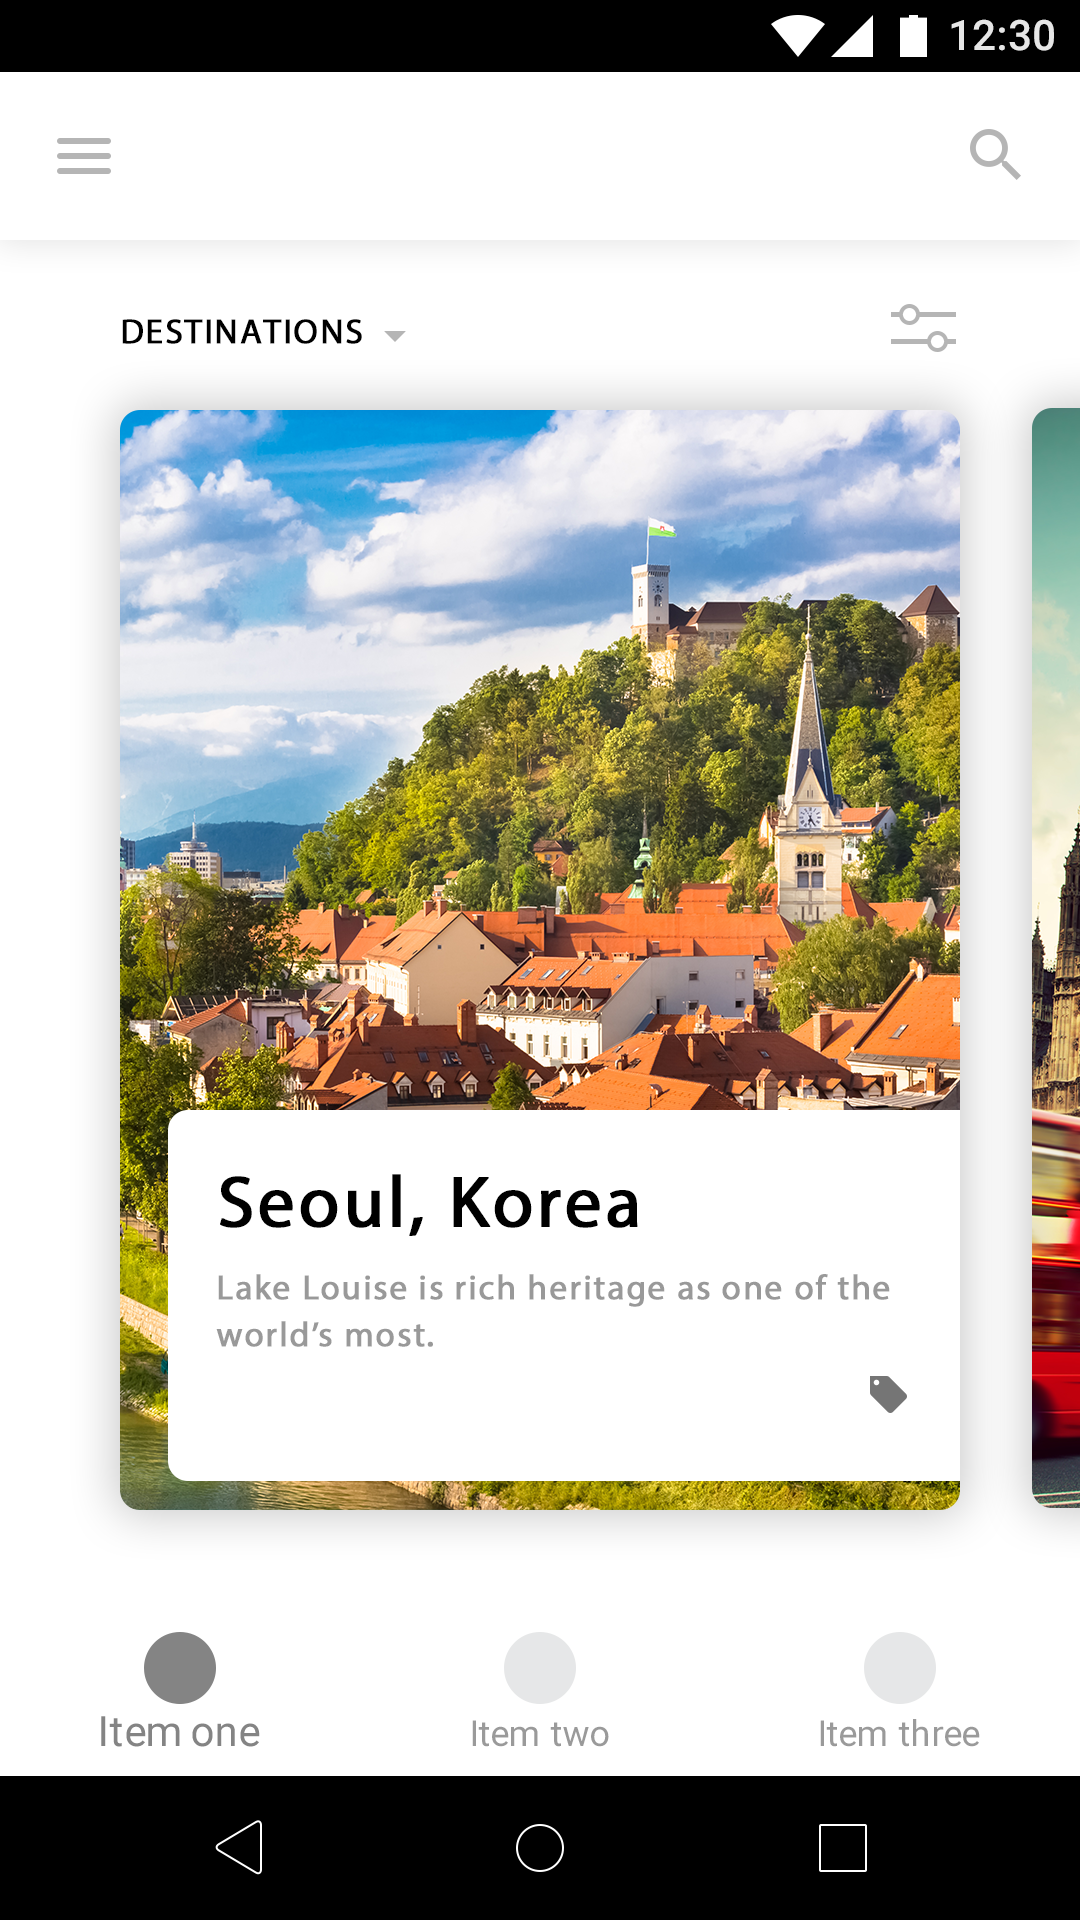 12:30
DESTINATIONS
Seoul, Korea
Lake Louise is rich heritage as one of the
world’s most.
Item one
Item two
Item three